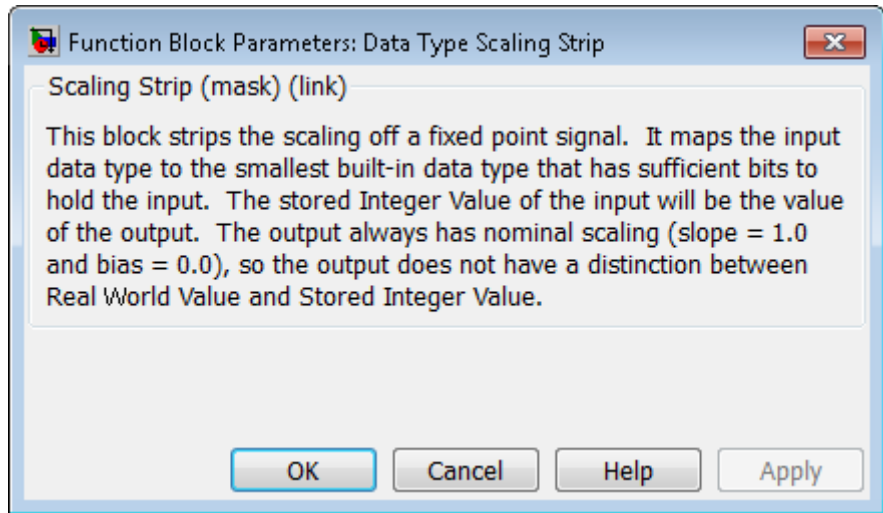 Function Block Parameters: Data Type Scaling Strip
Scaling Strip (mask) (link)
This block strips the scaling off a fixed point signal.  It maps the input
data type to the smallest built-in data type that has sufficient bits to
hold the input.  The stored Integer Value of the input will be the value
of the output.  The output always has nominal scaling (slope = 1.0
and bias = 0.0), so the output does not have a distinction between
Real World Value and Stored Integer Value.
OK Cancel Help Apply